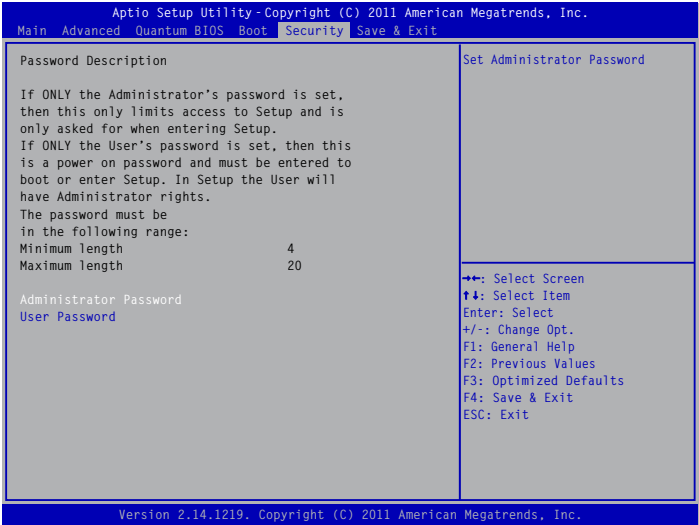 Aptio Setup Utility - Copyright (C) 2011 American Megatrends, Inc.
Main Advanced Quantum BIOS Boot Security Save & Exit
Password Description
If ONLY the Administrator's password is set,
then this only limits access to Setup and is
only asked for when entering Setup.
If ONLY the User's password is set, then this
is a power on password and must be entered to
boot or enter Setup. In Setup the User will
have Administrator rights.
The password must be
in the following range:
Minimum length 4
Maximum length 20
Administrator Password
User Password
Set Administrator Password
→←: Select Screen
↑↓: Select Item
Enter: Select
+/-: Change Opt.
F1: General Help
F2: Previous Values
F3: Optimized Defaults
F4: Save & Exit
ESC: Exit
Version 2.14.1219. Copyright (C) 2011 American Megatrends, Inc.